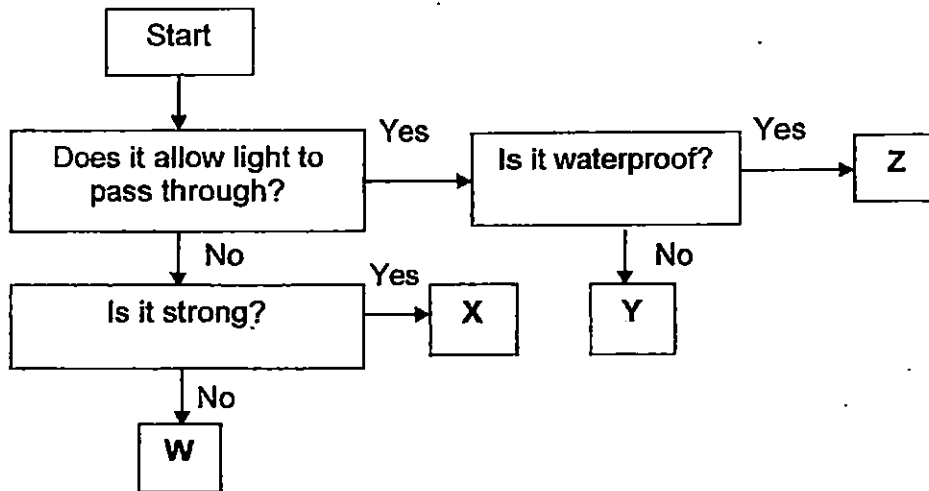 Start
Does it allow light to
pass through?
Yes
Is it waterproof?
Yes
Z
No
Yes
No
Is it strong?
X
Y
No
W